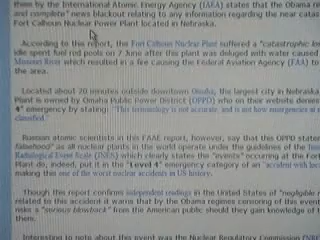 them by the International Atomic Energy Agency (IAEA) states that the Obama re
and complete" news blackout relating to any information regarding the near catas
Fort Calhoun Nuclear Power Plant located in Nebraska.
According to this report, the Fort Calhoun Nuclear Plant suffered a "catastrophic lo
idle spent fuel rod pools on 7 June after this plant was deluged with water caused
Missouri River which resulted in a fire causing the Federal Aviation Agency (FAA) to
the area.
Located about 20 minutes outside downtown Omaha, the largest city in Nebraska
Plant is owned by Omaha Public Power District (OPPD) who on their website denies
4" emergency by stating: "This terminology is not accurate, and is not how emergencies at
classified."
Russian atomic scientists in this FAAE report, however, say that this OPPD statem
falsehood" as all nuclear plants in the world operate under the guidelines of the
Radiological Event Scale (INES) which clearly states the "events" occurring at the Fort
Plant do, indeed, put it in the "Level 4" emergency category of an "accident with loc
making this one of the worst nuclear accidents in US history.
Though this report confirms independent readings in the United States of "negligible r
related to this accident it warns that by the Obama regimes censoring of this event
risks a "serious blowback" from the American public should they gain knowledge of t
them.
Interesting to note about this event was the Nuclear Regulatory Commission